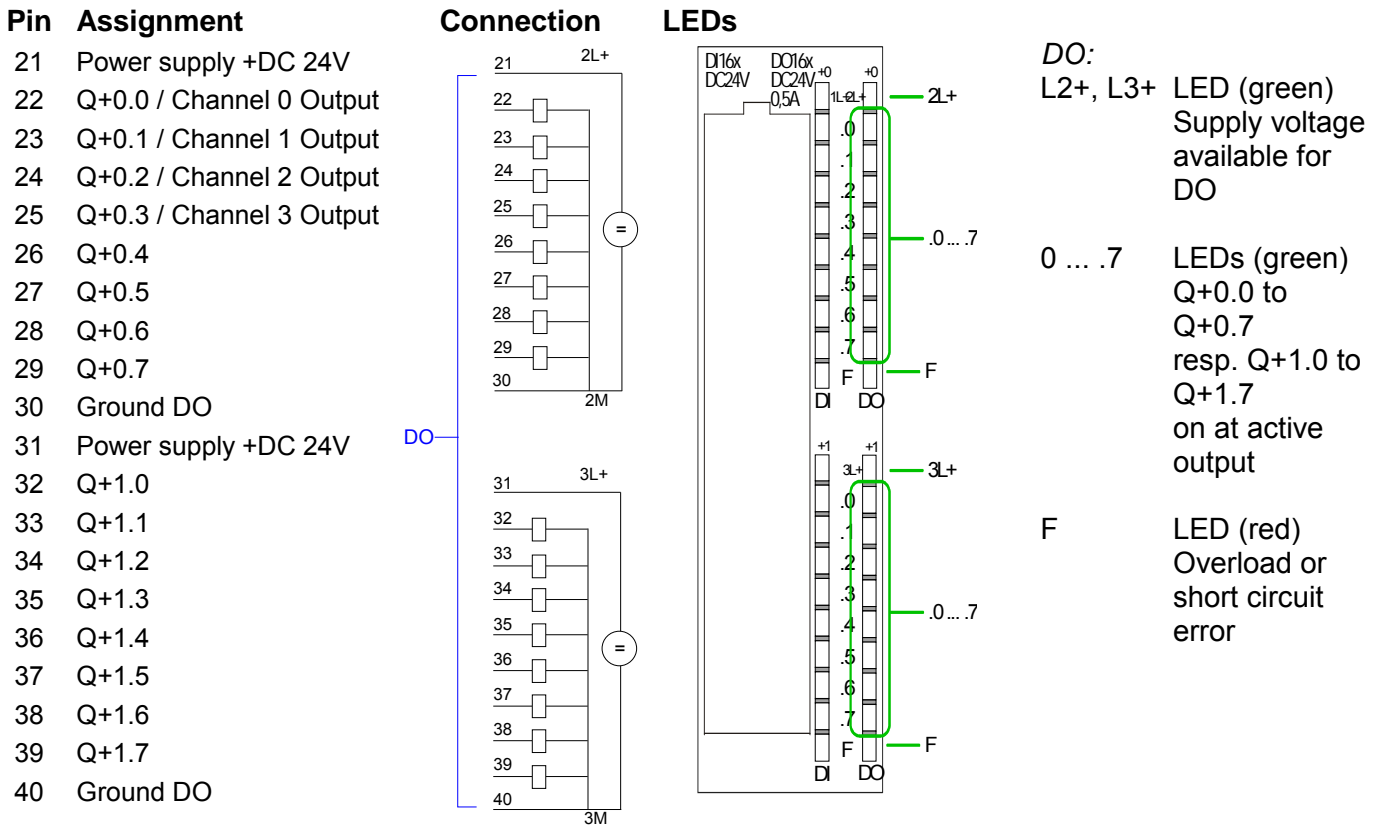 Pin Assignment Connection LEDs
21 Power supply +DC 24V
22 Q+0.0 / Channel 0 Output
23 Q+0.1 / Channel 1 Output
24 Q+0.2 / Channel 2 Output
25 Q+0.3 / Channel 3 Output
26 Q+0.4
27 Q+0.5
28 Q+0.6
29 Q+0.7
30 Ground DO
31 Power supply +DC 24V
32 Q+1.0
33 Q+1.1
34 Q+1.2
35 Q+1.3
36 Q+1.4
37 Q+1.5
38 Q+1.6
39 Q+1.7
40 Ground DO
DO
21 2L+
22
23
24
25
=
26
27
28
29
30
2M
31 3L+
32
33
34
35
=
36
37
38
39
40
3M
DI16x DO16x
DC24V DC24V
0,5A
+0 +0
1L+ 2L+ 2L+
.0
.1
.2
.3
.0 ... .7
.4
.5
.6
.7
F F
DI DO
+1 +1
3L+ 3L+
.0
.1
.2
.3
.0 ... .7
.4
.5
.6
.7
F F
DI DO
DO:
L2+, L3+ LED (green)
Supply voltage
available for
DO
0 ... .7 LEDs (green)
Q+0.0 to
Q+0.7
resp. Q+1.0 to
Q+1.7
on at active
output
F LED (red)
Overload or
short circuit
error